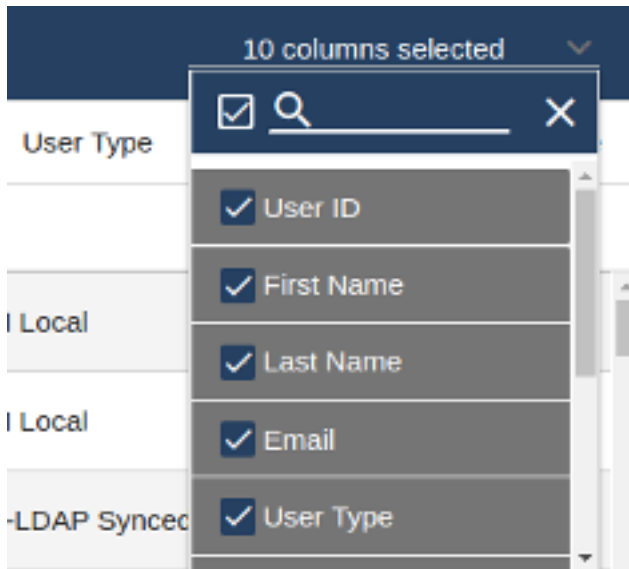 10 columns selected
User Type
User ID
First Name
Local
Last Name
Local
Email
-LDAP Synced
User Type